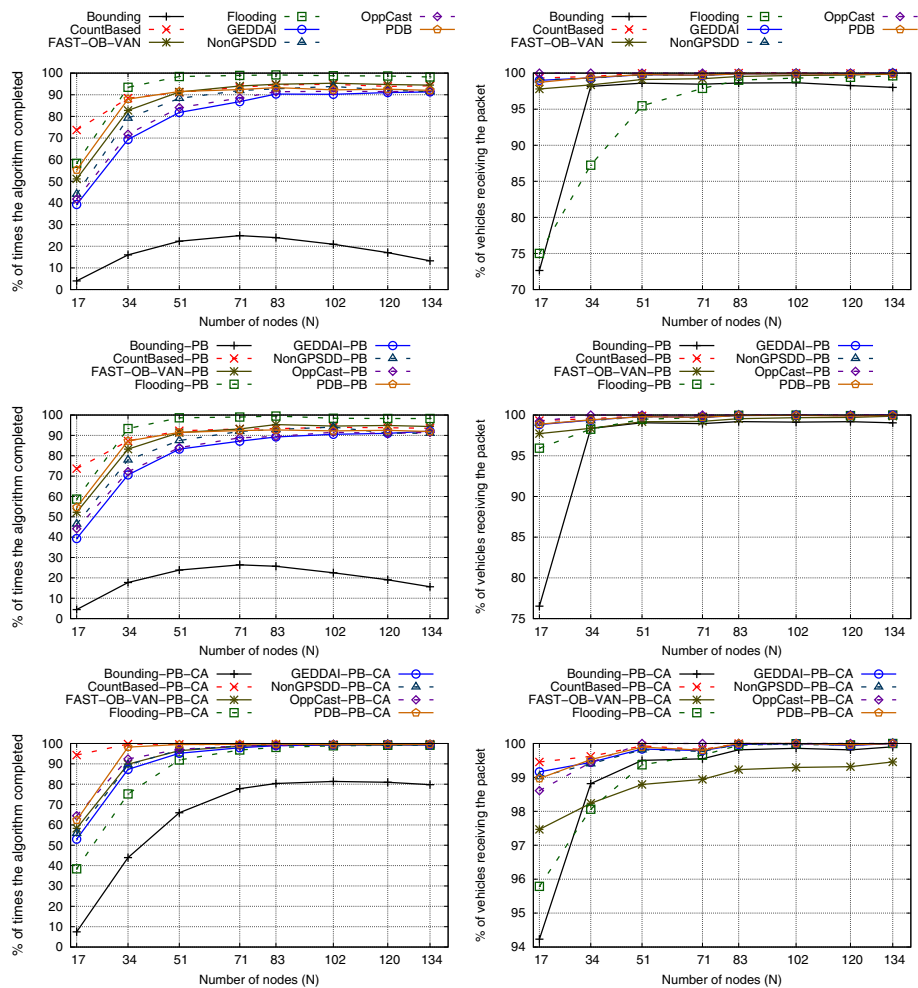 Bounding
CountBased
FAST-OB-VAN
Flooding
GEDDAI
NonGPSDD
OppCast
PDB
% of times the algorithm completed
100
90
80
70
60
50
40
30
20
10
0
17 34 51 71 83 102 120 134
Number of nodes (N)
Bounding
CountBased
FAST-OB-VAN
Flooding
GEDDAI
NonGPSDD
OppCast
PDB
% of vehicles receiving the packet
100
95
90
85
80
75
70
17 34 51 71 83 102 120 134
Number of nodes (N)
Bounding-PB
CountBased-PB
FAST-OB-VAN-PB
Flooding-PB
GEDDAI-PB
NonGPSDD-PB
OppCast-PB
PDB-PB
% of times the algorithm completed
100
90
80
70
60
50
40
30
20
10
0
17 34 51 71 83 102 120 134
Number of nodes (N)
Bounding-PB
CountBased-PB
FAST-OB-VAN-PB
Flooding-PB
GEDDAI-PB
NonGPSDD-PB
OppCast-PB
PDB-PB
% of vehicles receiving the packet
100
95
90
85
80
75
17 34 51 71 83 102 120 134
Number of nodes (N)
Bounding-PB-CA
CountBased-PB-CA
FAST-OB-VAN-PB-CA
Flooding-PB-CA
GEDDAI-PB-CA
NonGPSDD-PB-CA
OppCast-PB-CA
PDB-PB-CA
% of times the algorithm completed
100
90
80
70
60
50
40
30
20
10
0
17 34 51 71 83 102 120 134
Number of nodes (N)
Bounding-PB-CA
CountBased-PB-CA
FAST-OB-VAN-PB-CA
Flooding-PB-CA
GEDDAI-PB-CA
NonGPSDD-PB-CA
OppCast-PB-CA
PDB-PB-CA
% of vehicles receiving the packet
100
99
98
97
96
95
94
17 34 51 71 83 102 120 134
Number of nodes (N)